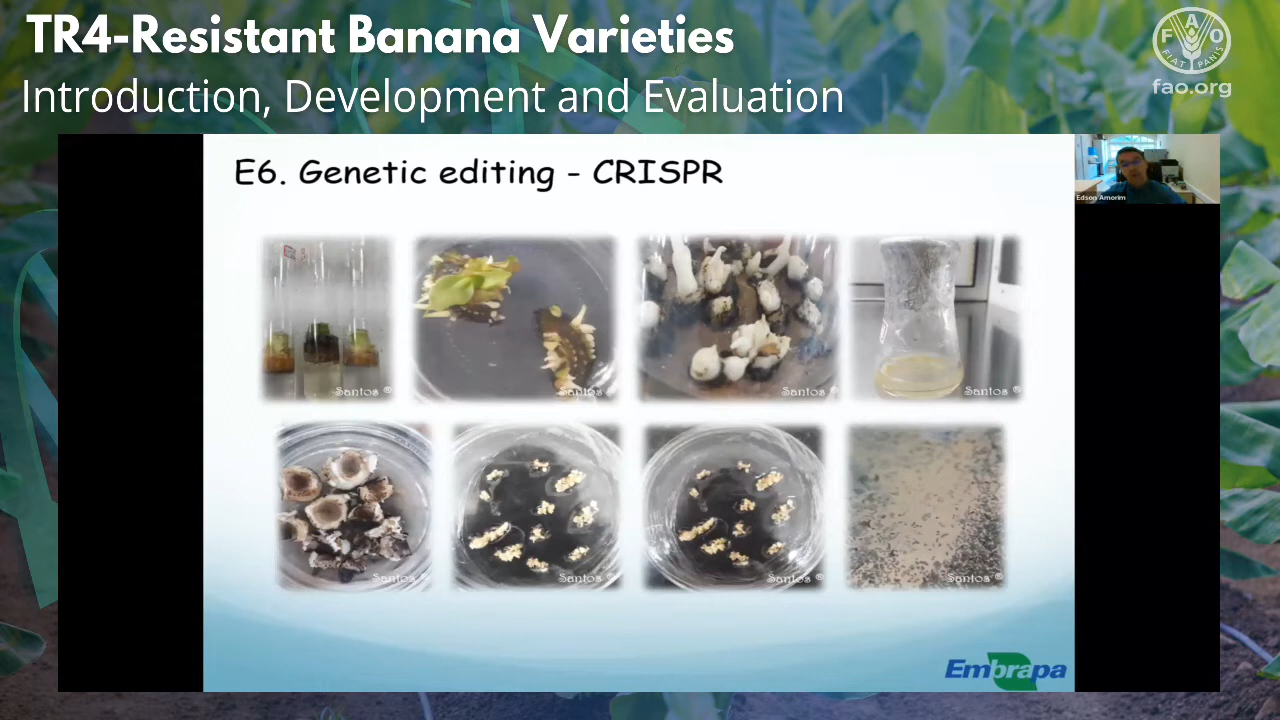 TR4-Resistant Banana Varieties
Introduction, Development and Evaluation
FAO
FIAT PANIS
fao.org
E6. Genetic editing - CRISPR
Edson Amorim
Santos ®
Santos ®
Santos ®
Santos ®
Santos ®
Santos ®
Santos ®
Santos ®
Embrapa